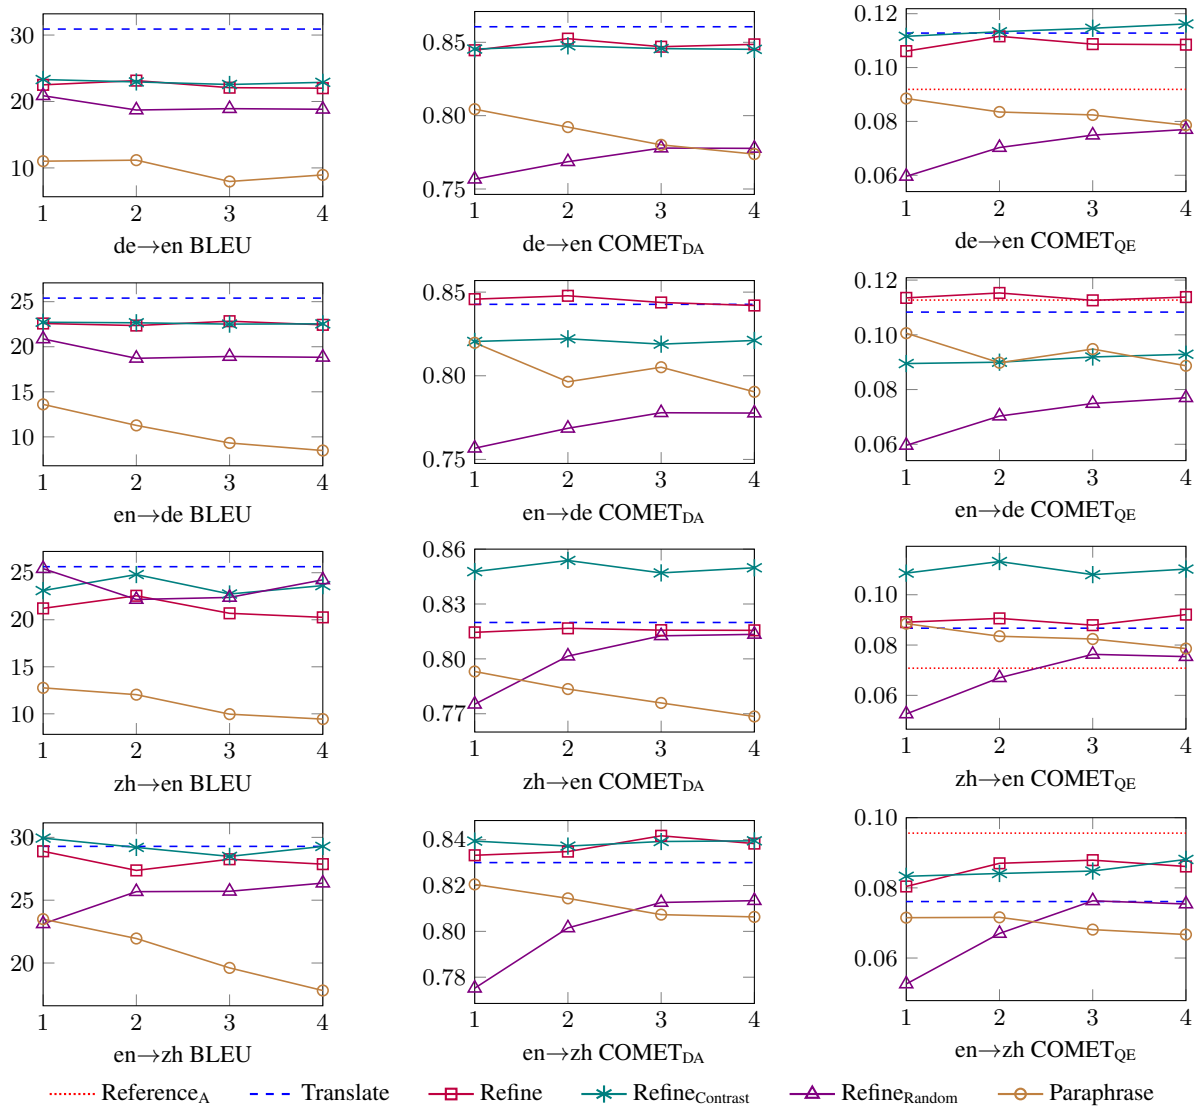 30
20
10
1 2 3 4
de→en BLEU
0.85
0.80
0.75
1 2 3 4
de→en COMET_DA
0.12
0.10
0.08
0.06
1 2 3 4
de→en COMET_QE
25
20
15
10
1 2 3 4
en→de BLEU
0.85
0.80
0.75
1 2 3 4
en→de COMET_DA
0.12
0.10
0.08
0.06
1 2 3 4
en→de COMET_QE
25
20
15
10
1 2 3 4
zh→en BLEU
0.86
0.82
0.80
0.77
1 2 3 4
zh→en COMET_DA
0.10
0.08
0.06
1 2 3 4
zh→en COMET_QE
30
28
25
23
20
1 2 3 4
en→zh BLEU
0.84
0.82
0.80
0.78
1 2 3 4
en→zh COMET_DA
0.10
0.08
0.06
1 2 3 4
en→zh COMET_QE
Reference_A Translate Refine Refine_Contrast Refine_Random Paraphrase